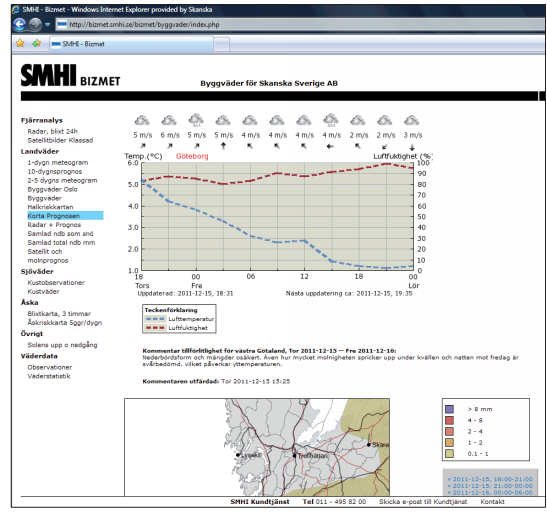 SMHI - Bizmet - Windows Internet Explorer provided by Skanska
http://bizmet.smhi.se/bizmet/byggvader/index.php
SMHI - Bizmet
SMHI BIZMET
Byggväder för Skanska Sverige AB
Fjärranalys
Radar, blixt 24h
Satellitbilder Klassad
Landväder
1-dygn meteogram
10-dygnsprognos
2-5 dygns meteogram
Byggväder Oslo
Byggväder
Halkriskkartan
Korta Prognosen
Radar + Prognos
Samlad ndb som snö
Samlad total ndb mm
Satellit och
molnprognos
Sjöväder
Kustobservationer
Kustväder
Åska
Blixtkarta, 3 timmar
Åskriskkarta 5ggr/dygn
Övrigt
Solens upp o nedgång
Väderdata
Observationer
Väderstatistik
5 m/s 6 m/s 5 m/s 5 m/s 5 m/s 5 m/s 4 m/s 4 m/s 2 m/s 2 m/s 3 m/s
Temp.(°C) Göteborg Luftfuktighet (%)
6.0 100
90
5.0 80
70
4.0 60
3.0 50
40
2.0 30
20
10
1.0 0
18 00 06 12 18 00
Tors Fre Lör
Uppdaterad: 2011-12-15, 18:31 Nästa uppdatering ca: 2011-12-15, 19:35
Teckenförklaring
Lufttemperatur
Luftfuktighet
Kommentar tillförlitlighet för västra Götaland, Tor 2011-12-15 — Fre 2011-12-16:
Nederbördsform och mängder osäkert. Även hur mycket molnigheten spricker upp under kvällen och natten mot fredag är
svårbedömd, vilket påverkar yttemperaturen.
Kommentaren utfärdad: Tor 2011-12-15 15:25
Lysekil
Trollhättan
Skara
> 8 mm
4 - 8
2 - 4
1 - 2
0.1 - 1
2011-12-15, 18:00-21:00
2011-12-15, 21:00-00:00
2011-12-16, 00:00-06:00
SMHI Kundtjänst Tel 011 - 495 82 00 Skicka e-post till Kundtjänst Kontakt